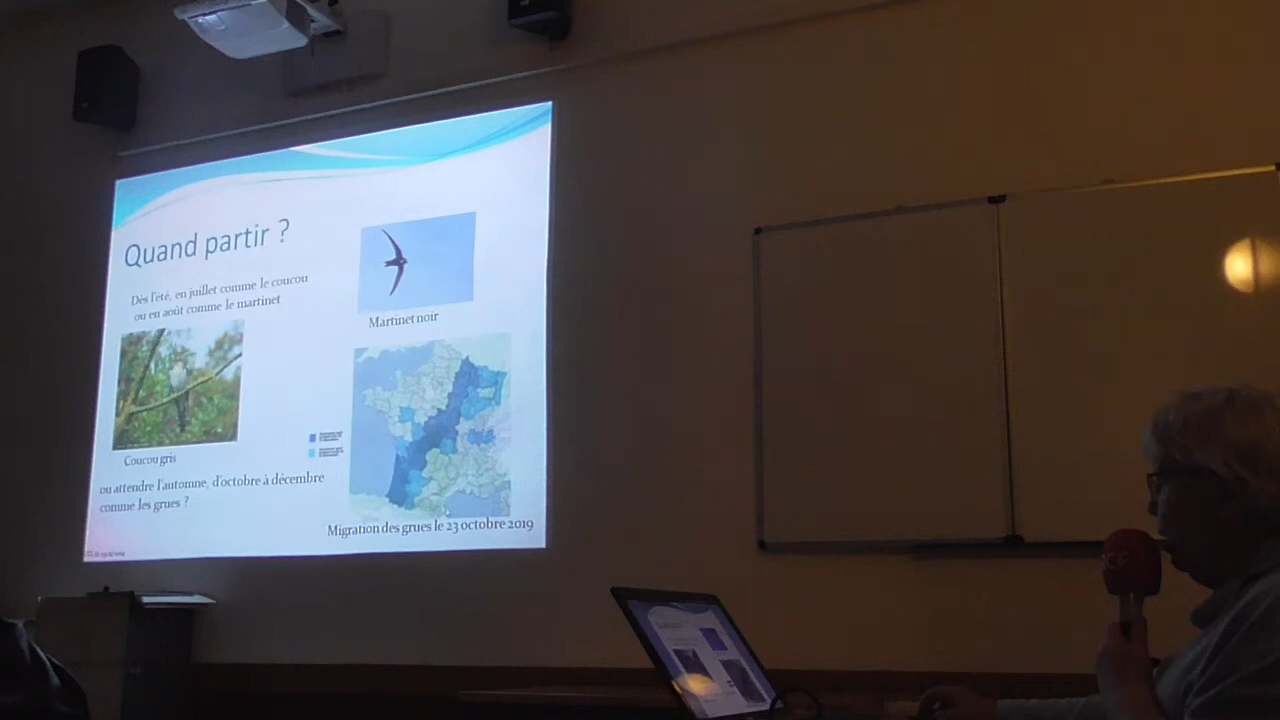 Quand partir ?
Dès l'été, en juillet comme le coucou
ou en août comme le martinet
Martinet noir
Coucou gris
ou attendre l'automne, d'octobre à décembre
comme les grues ?
Migration des grues le 23 octobre 2019